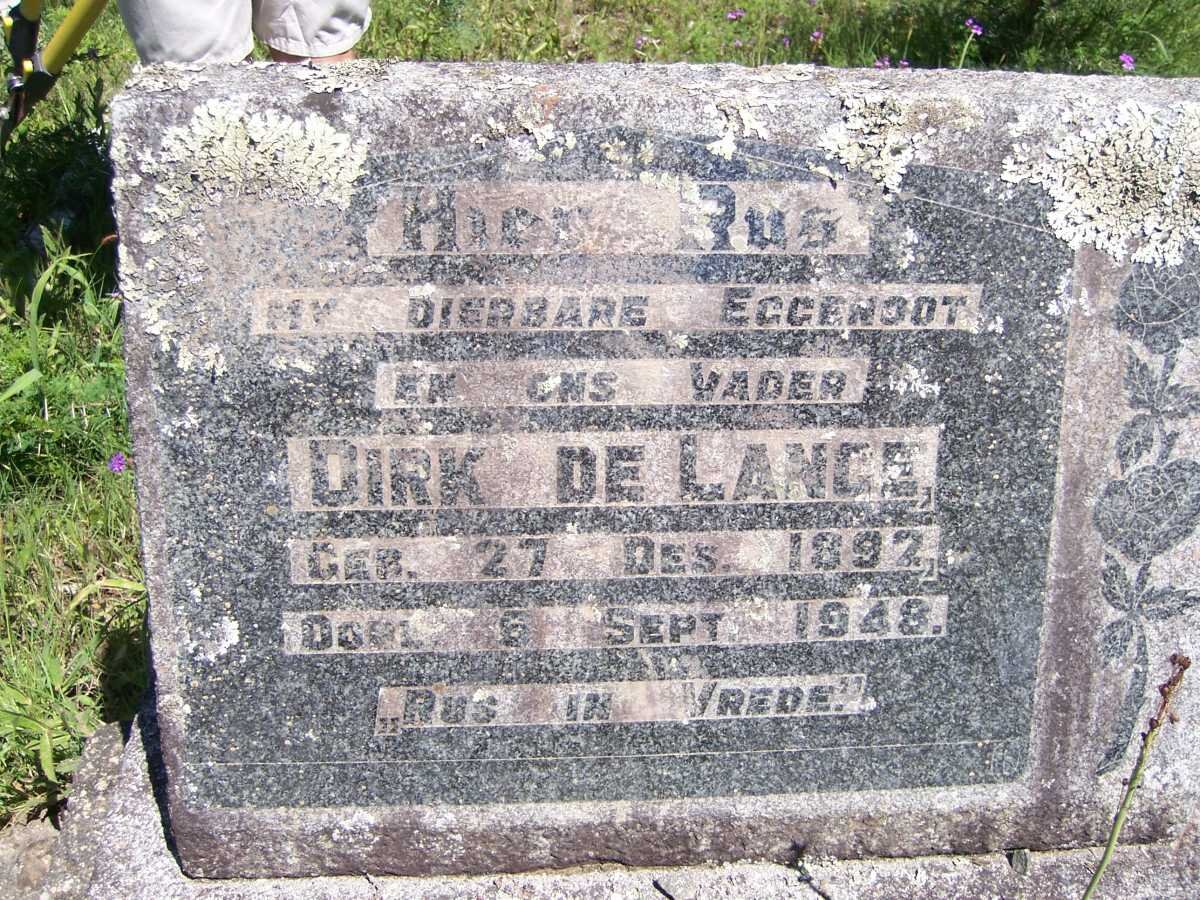 Hier Rus
MY DIERBARE EGGENOOT
EN ONS VADER
DIRK DE LANGE,
GEB. 27 DES. 1892,
OORL. 6 SEPT. 1948.
„RUS IN VREDE."